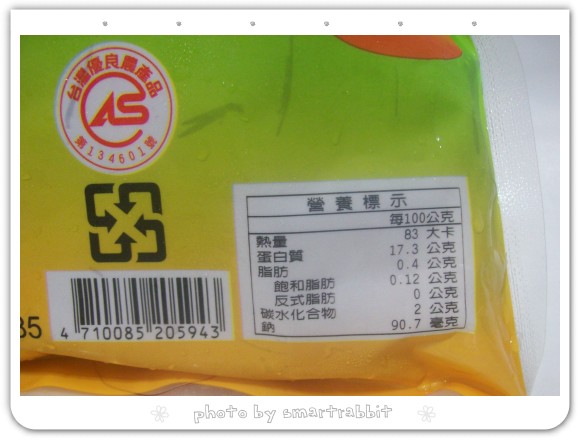 台灣優良農產品
CAS
第134601號
營養標示
每100公克
熱量 83 大卡
蛋白質 17.3 公克
脂肪 0.4 公克
飽和脂肪 0.12 公克
反式脂肪 0 公克
碳水化合物 2 公克
鈉 90.7 毫克
35
4 710085 205943
photo by smartrabbit